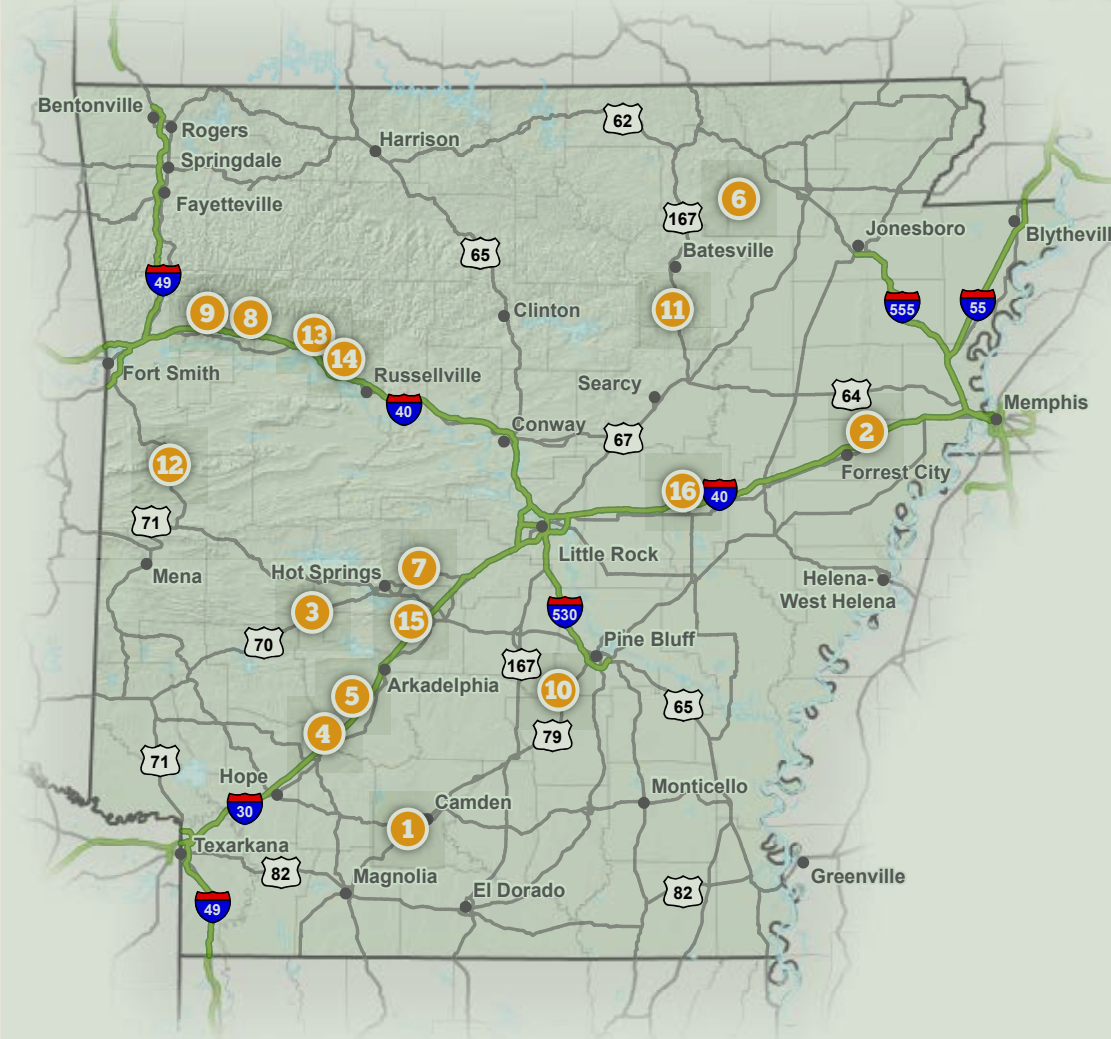 Bentonville
Rogers
62
Harrison
Springdale
6
Fayetteville
167
Jonesboro
Blythevill
65
Batesville
49
9
8
11
Clinton
555
55
13
14
Fort Smith
Russellville
Searcy
64
Memphis
40
Conway
67
2
Forrest City
12
16
40
71
Little Rock
Mena
Hot Springs
7
Helena-
West Helena
3
15
530
70
Pine Bluff
167
5
Arkadelphia
10
65
4
79
71
Hope
Monticello
30
Camden
1
Texarkana
82
Magnolia
El Dorado
82
Greenville
49